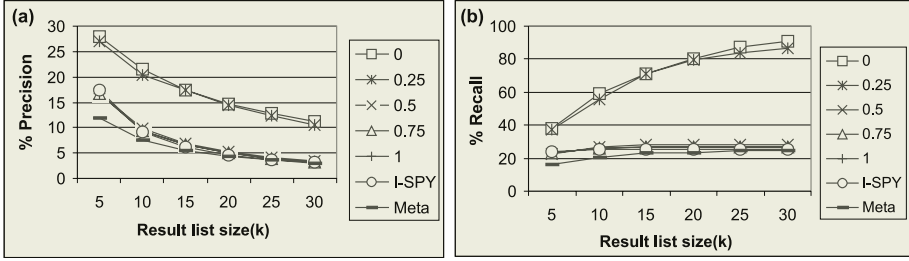 (a)
% Precision
30
25
20
15
10
5
0
5 10 15 20 25 30
Result list size(k)
0
0.25
0.5
0.75
1
I-SPY
Meta
(b)
% Recall
100
80
60
40
20
0
5 10 15 20 25 30
Result list size(k)
0
0.25
0.5
0.75
1
I-SPY
Meta